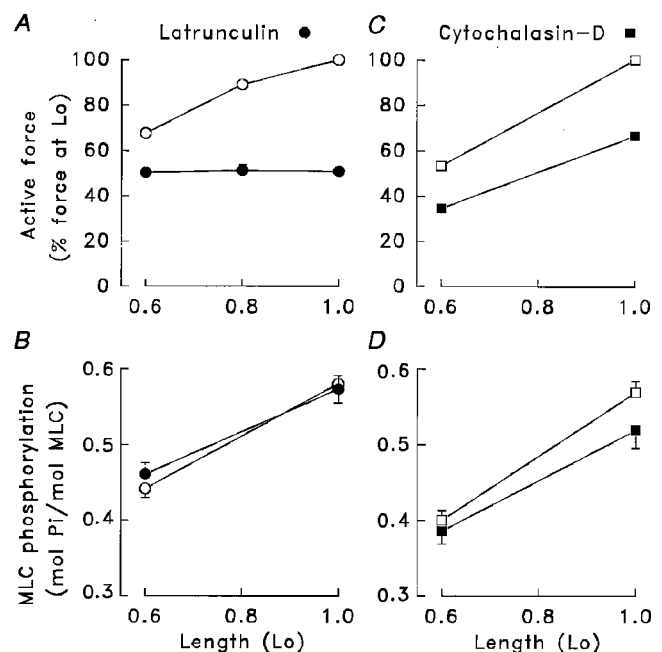 A
Latrunculin
C
Cytochalasin-D
Active force
(% force at Lo)
100
80
60
40
20
0
0.6
0.8
1.0
100
80
60
40
20
0
0.6
0.8
1.0
B
MLC phosphorylation
(mol Pi/mol MLC)
0.6
0.5
0.4
0.3
0.6
0.8
1.0
Length (Lo)
D
0.6
0.5
0.4
0.3
0.6
0.8
1.0
Length (Lo)